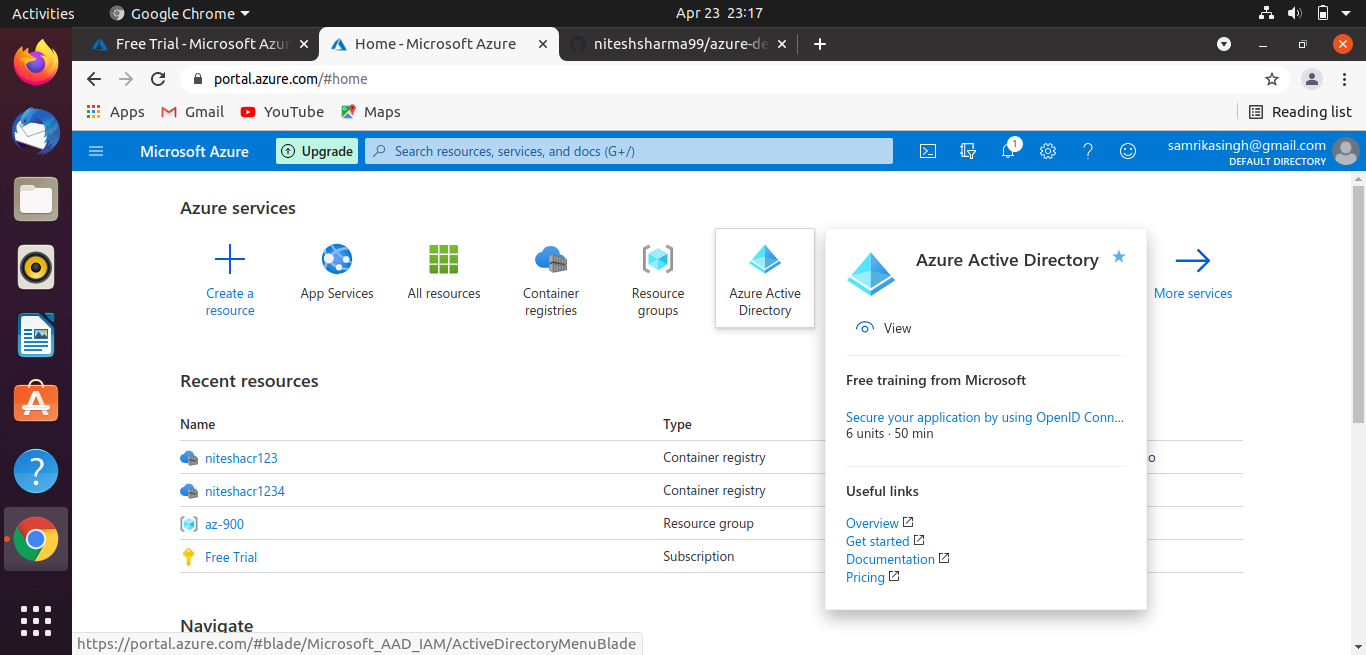 Activities
Google Chrome
Apr 23 23:17
Free Trial - Microsoft Azur
Home - Microsoft Azure
niteshsharma99/azure-de
portal.azure.com/#home
Apps
Gmail
YouTube
Maps
Reading list
Microsoft Azure
Upgrade
Search resources, services, and docs (G+/)
1
samrikasingh@gmail.com
DEFAULT DIRECTORY
Azure services
Create a
resource
App Services
All resources
Container
registries
Resource
groups
Azure Active
Directory
More services
Azure Active Directory
View
Free training from Microsoft
Secure your application by using OpenID Conn...
6 units · 50 min
Useful links
Overview
Get started
Documentation
Pricing
Recent resources
Name Type
niteshacr123 Container registry o
niteshacr1234 Container registry
az-900 Resource group
Free Trial Subscription
Navigate
https://portal.azure.com/#blade/Microsoft_AAD_IAM/ActiveDirectoryMenuBlade